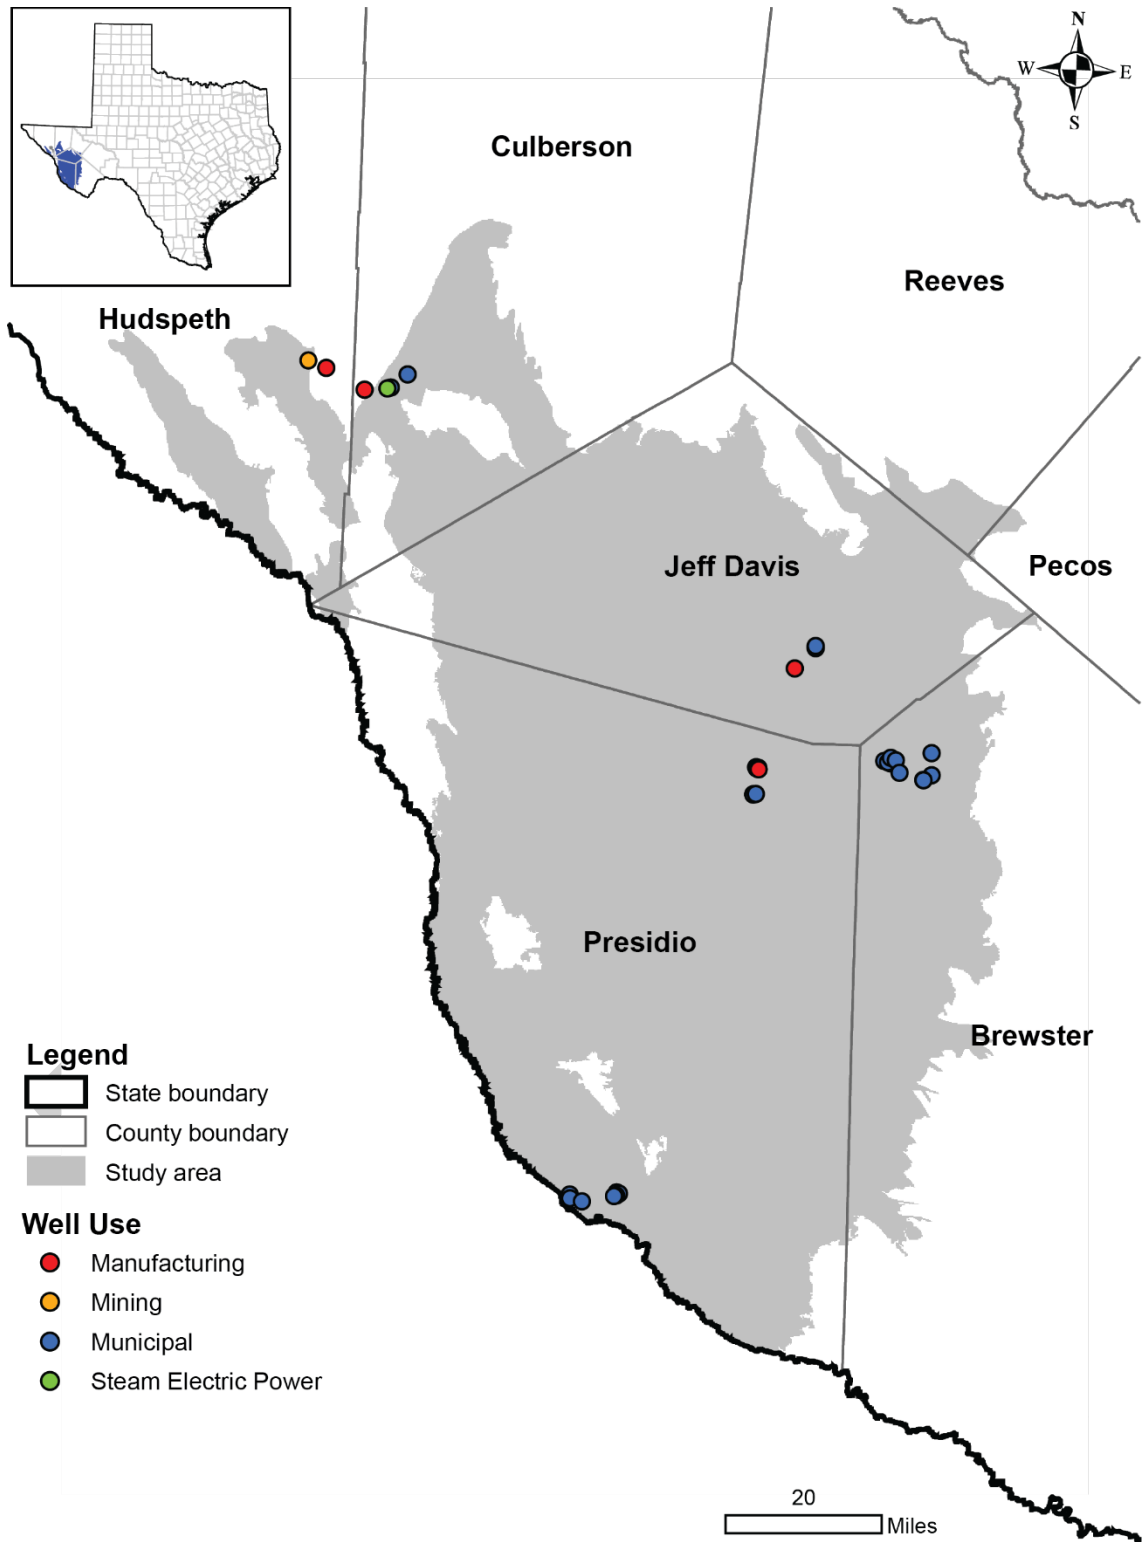 N
W E
S
Culberson
Reeves
Hudspeth
Jeff Davis
Pecos
Presidio
Brewster
Legend
State boundary
County boundary
Study area
Well Use
Manufacturing
Mining
Municipal
Steam Electric Power
20
Miles